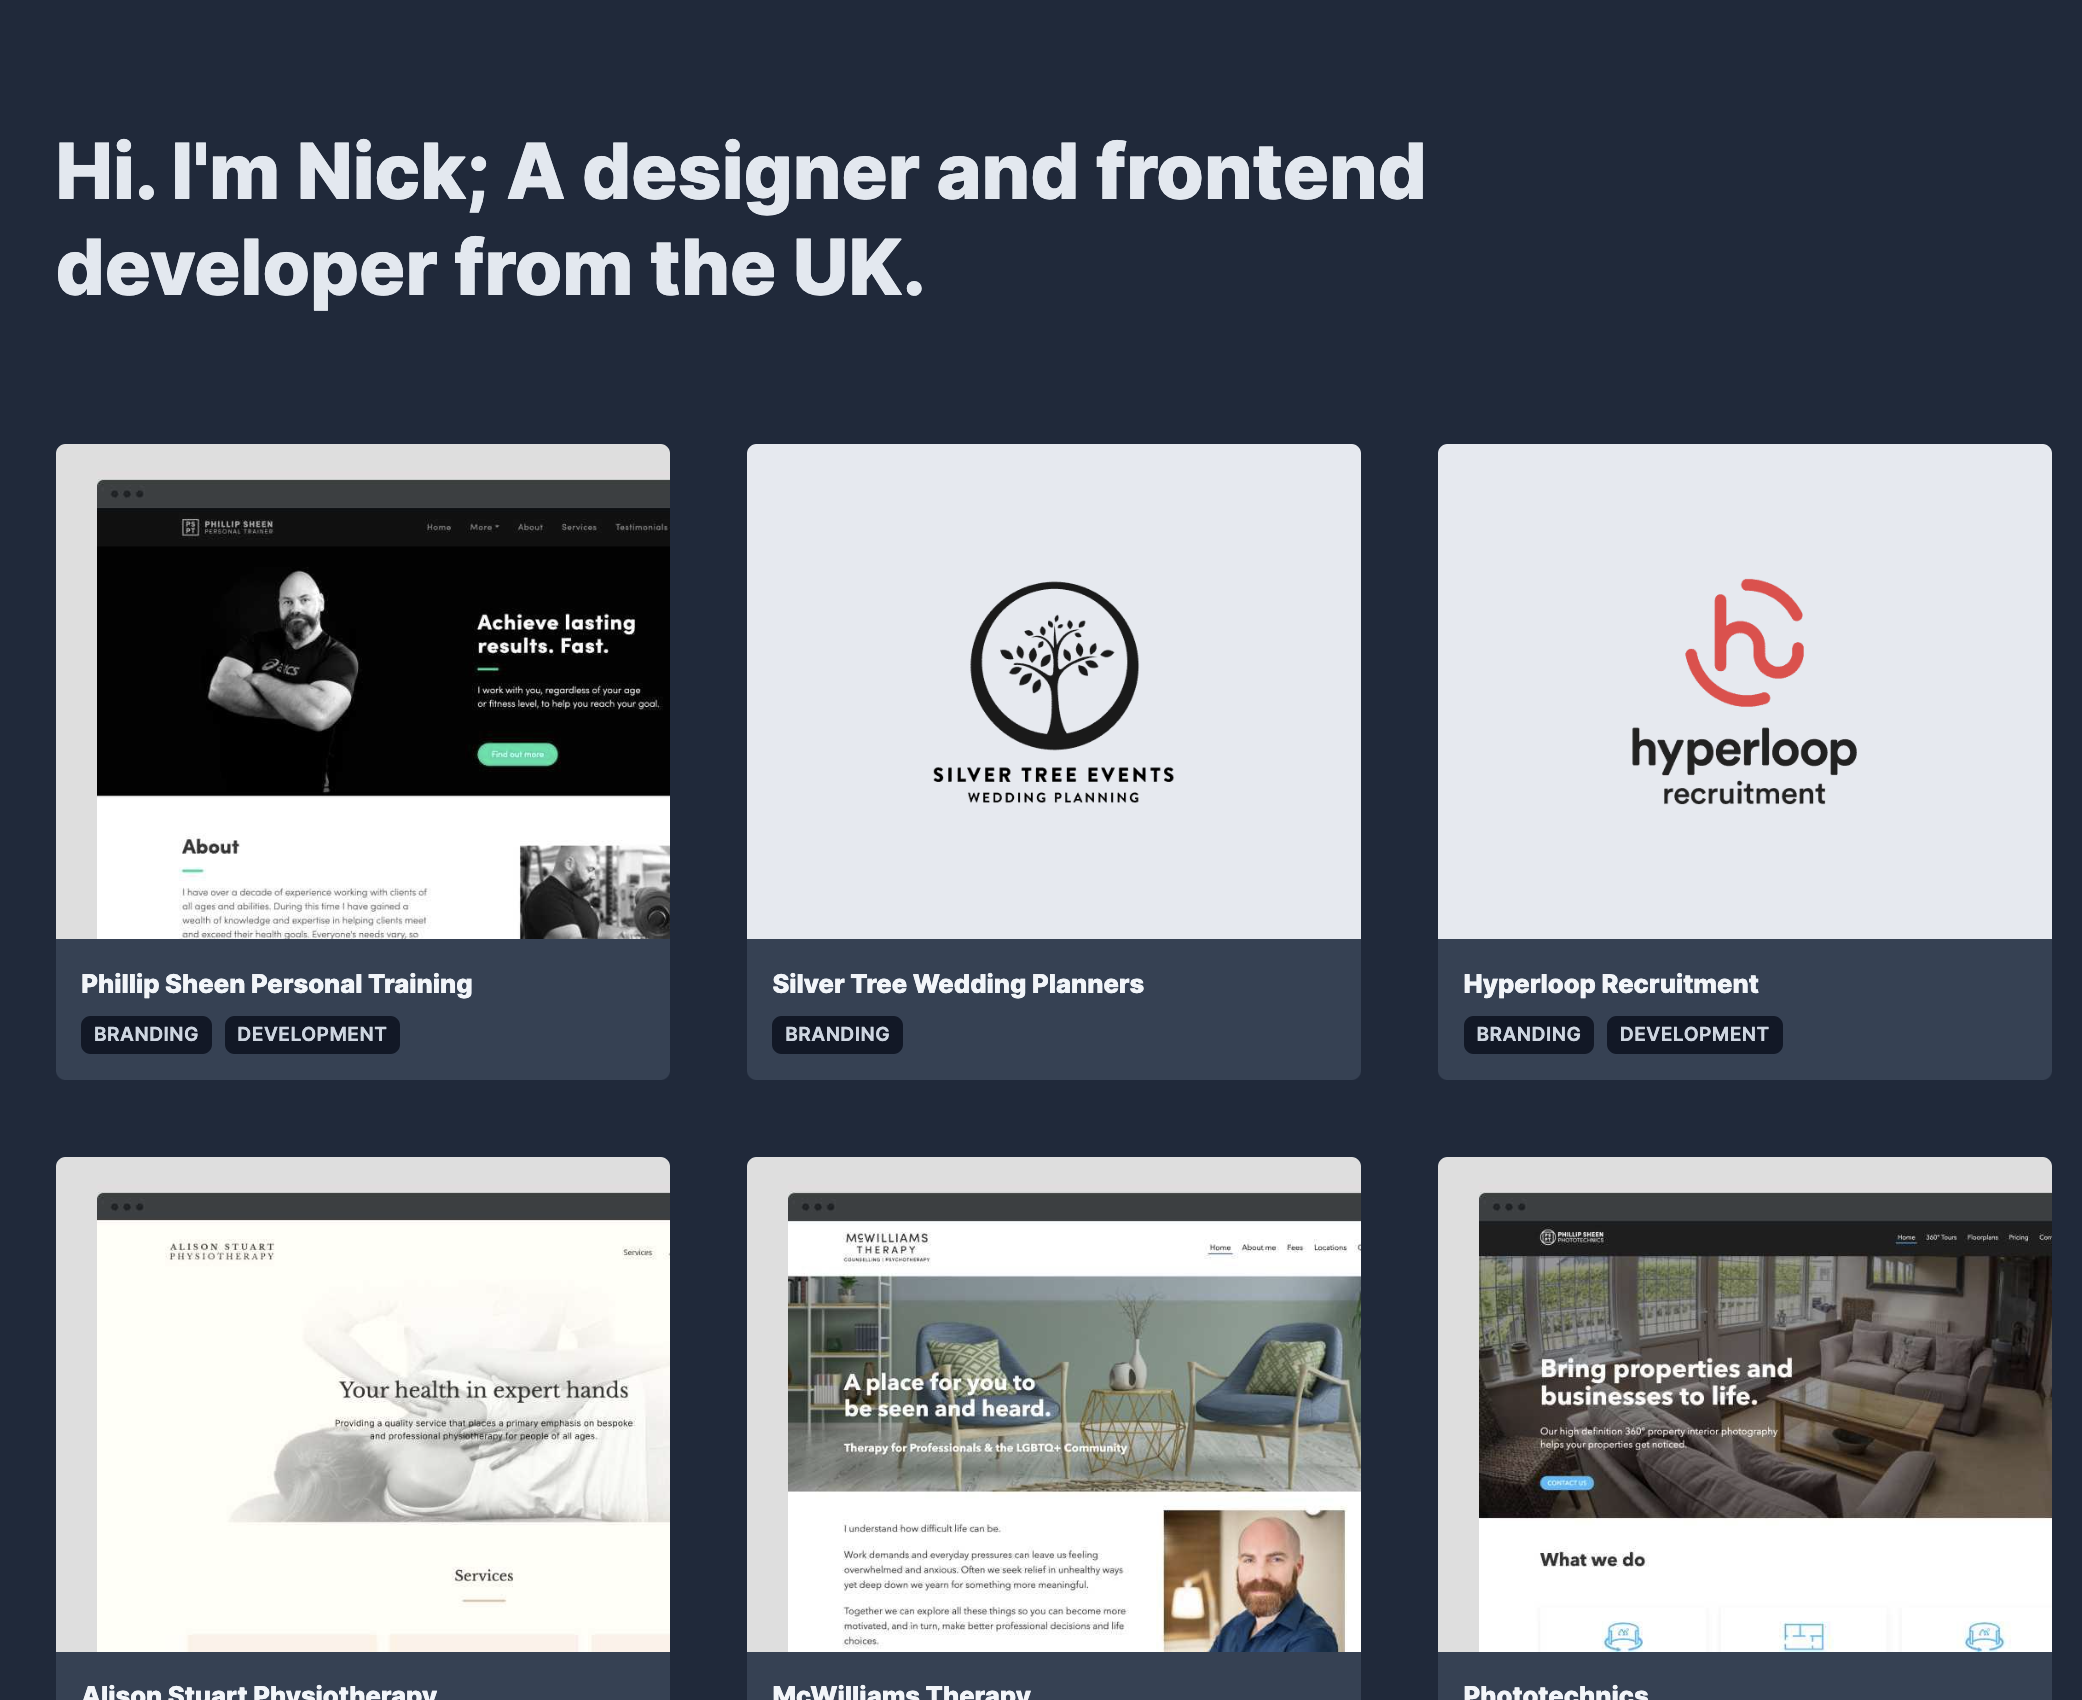 Hi. I'm Nick; A designer and frontend
developer from the UK.
PS
PT
PHILLIP SHEEN
PERSONAL TRAINER
Home More About Services Testimonials
Achieve lasting
results. Fast.
I work with you, regardless of your age
or fitness level, to help you reach your goal.
Find out more
About
I have over a decade of experience working with clients of
all ages and abilities. During this time I have gained a
wealth of knowledge and expertise in helping clients meet
and exceed their health goals. Everyone's needs vary, so
Phillip Sheen Personal Training
BRANDING DEVELOPMENT
SILVER TREE EVENTS
WEDDING PLANNING
Silver Tree Wedding Planners
BRANDING
hyperloop
recruitment
Hyperloop Recruitment
BRANDING DEVELOPMENT
ALISON STUART
PHYSIOTHERAPY
Services
Your health in expert hands
Providing a quality service that places a primary emphasis on bespoke
and professional physiotherapy for people of all ages.
Services
Alison Stuart Physiotherapy
McWILLIAMS
THERAPY
COUNSELLING | PSYCHOTHERAPY
Home About me Fees Locations
A place for you to
be seen and heard.
Therapy for Professionals & the LGBTQ+ Community
I understand how difficult life can be.
Work demands and everyday pressures can leave us feeling
overwhelmed and anxious. Often we seek relief in unhealthy ways
yet deep down we yearn for something more meaningful.
Together we can explore all these things so you can become more
motivated, and in turn, make better professional decisions and life
choices.
McWilliams Therapy
PHILLIP SHEEN
PHOTOTECHNICS
Home 360° Tours Floorplans Pricing Con
Bring properties and
businesses to life.
Our high definition 360° property interior photography
helps your properties get noticed.
CONTACT US
What we do
Phototechnics